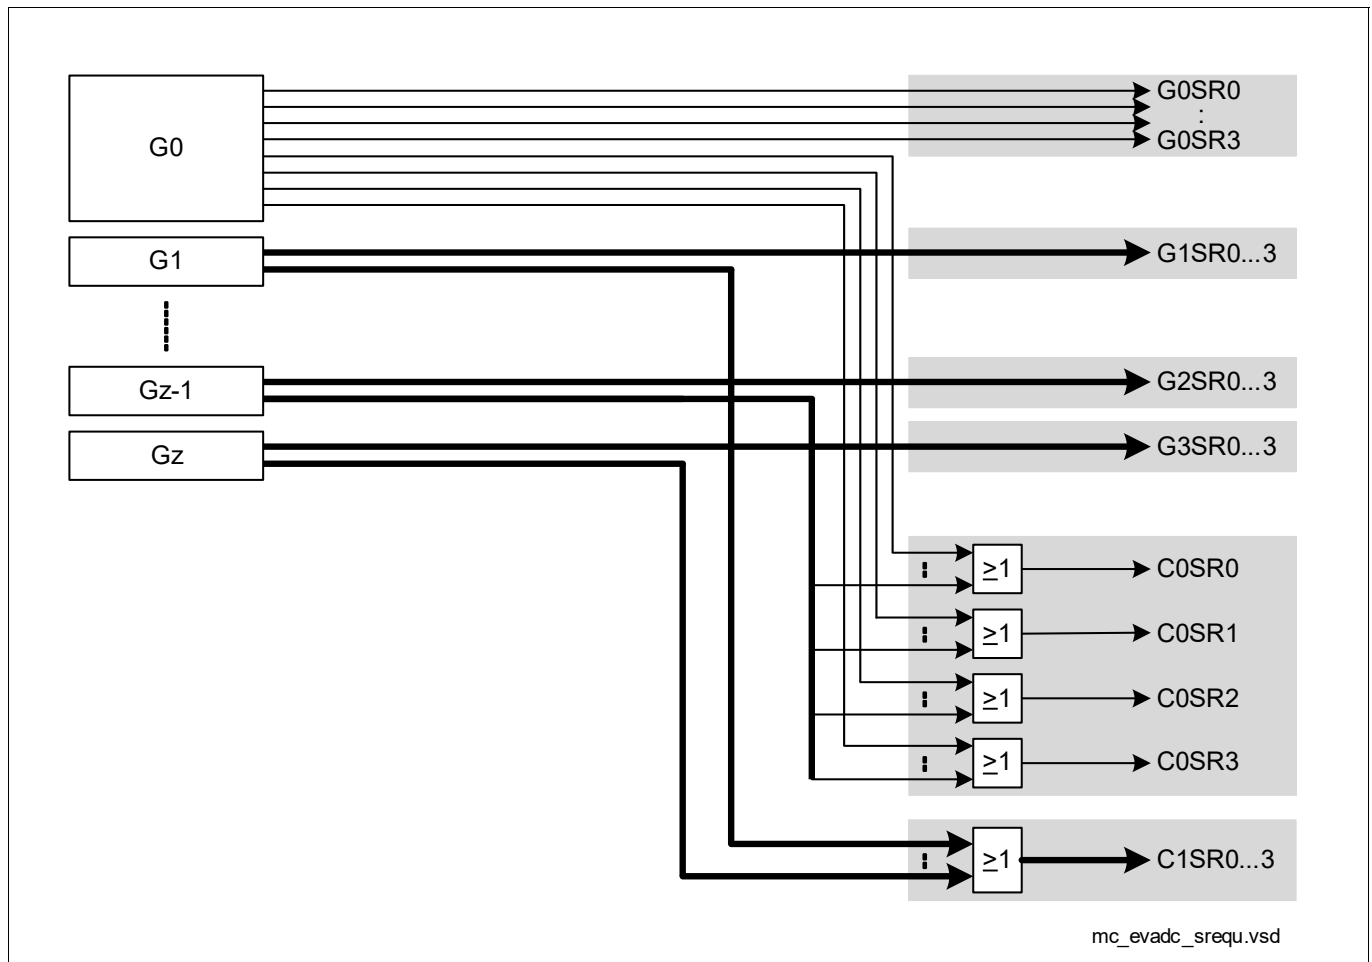 G0
G0SR0
:
G0SR3
G1
G1SR0...3
Gz-1
G2SR0...3
Gz
G3SR0...3
≥1
C0SR0
≥1
C0SR1
≥1
C0SR2
≥1
C0SR3
≥1
C1SR0...3
mc_evadc_srequ.vsd